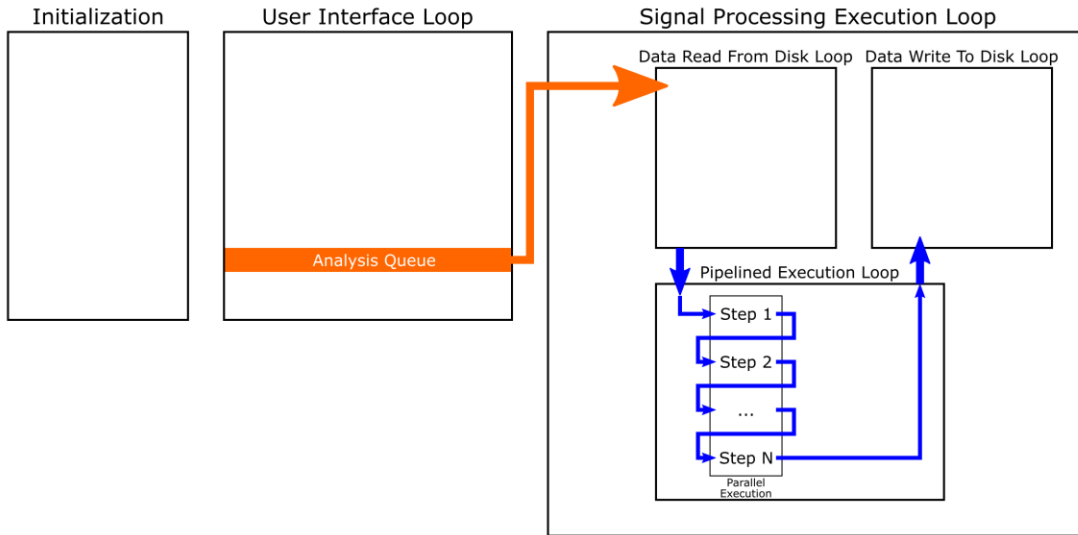 Initialization
User Interface Loop
Signal Processing Execution Loop
Data Read From Disk Loop
Data Write To Disk Loop
Analysis Queue
Pipelined Execution Loop
Step 1
Step 2
...
Step N
Parallel
Execution